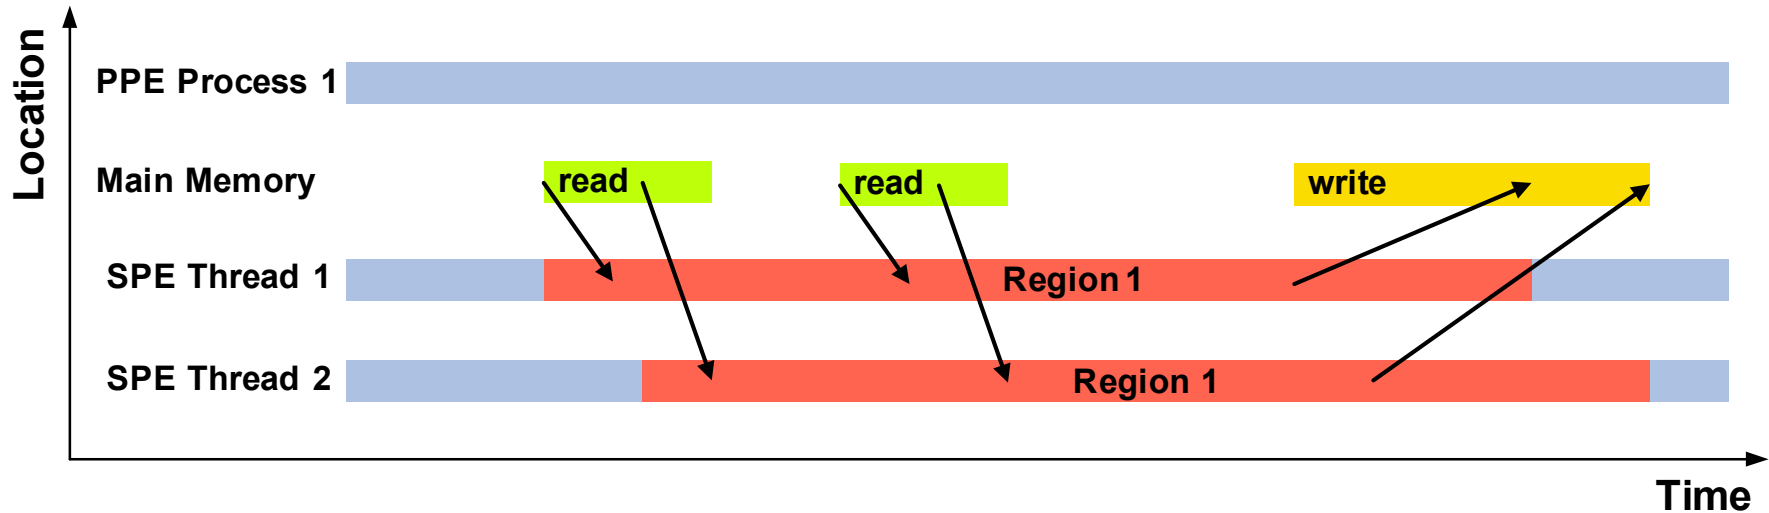 Location
PPE Process 1
Main Memory
read
read
write
SPE Thread 1
Region 1
SPE Thread 2
Region 1
Time